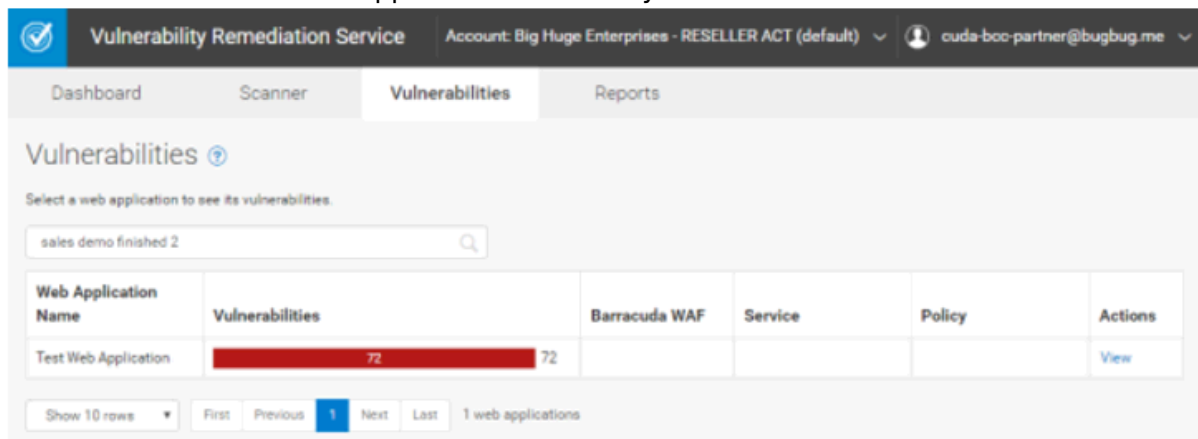 Vulnerability Remediation Service Account: Big Huge Enterprises - RESELLER ACT (default) cuda-bcc-partner@bugbug.me
Dashboard Scanner Vulnerabilities Reports
Vulnerabilities ?
Select a web application to see its vulnerabilities.
sales demo finished 2
Web Application Name Vulnerabilities Barracuda WAF Service Policy Actions
Test Web Application 72 72 View
Show 10 rows First Previous 1 Next Last 1 web applications